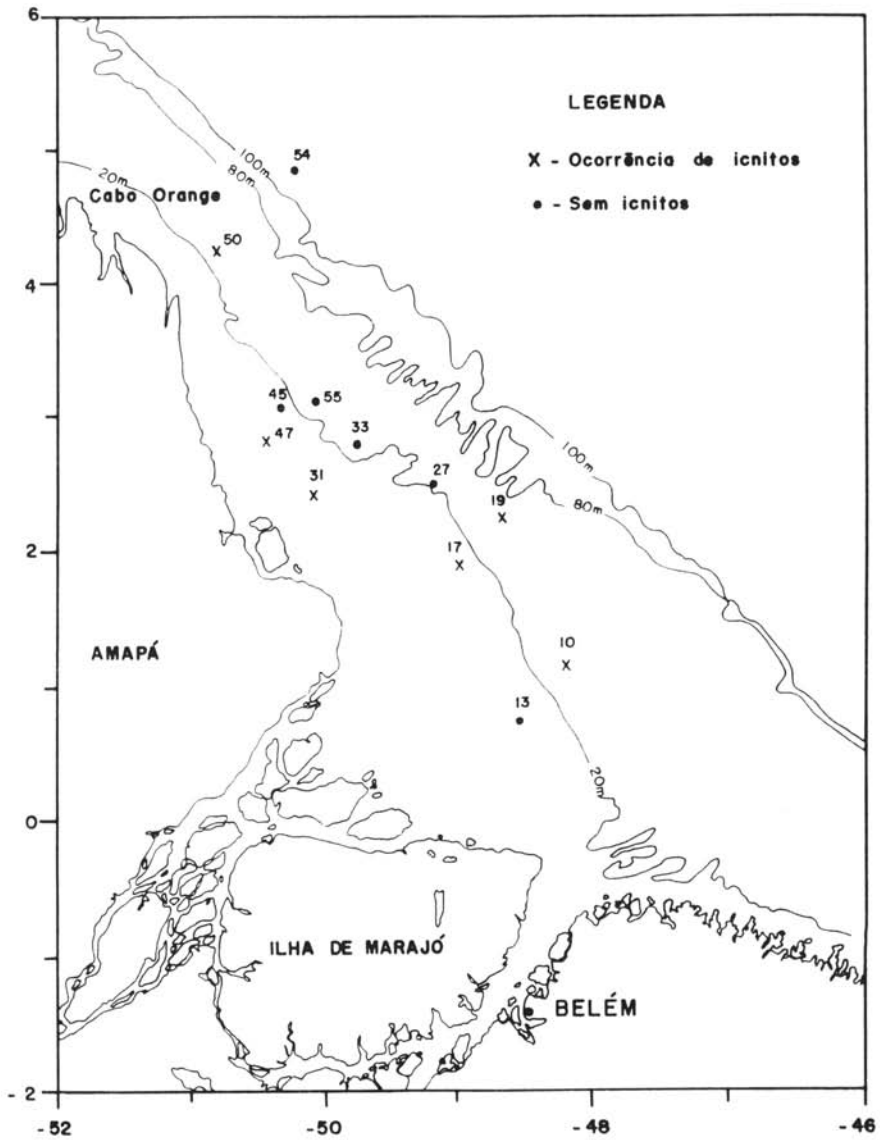 6
LEGENDA
X - Ocorrência de icnitos
• - Sem icnitos
54
100m
80m
20m
Cabo Orange
50
4
45
55
47
33
31
27
19
100m
80m
17
2
AMAPÁ
10
13
20m
0
ILHA DE MARAJÓ
BELÉM
-2
-52
-50
-48
-46